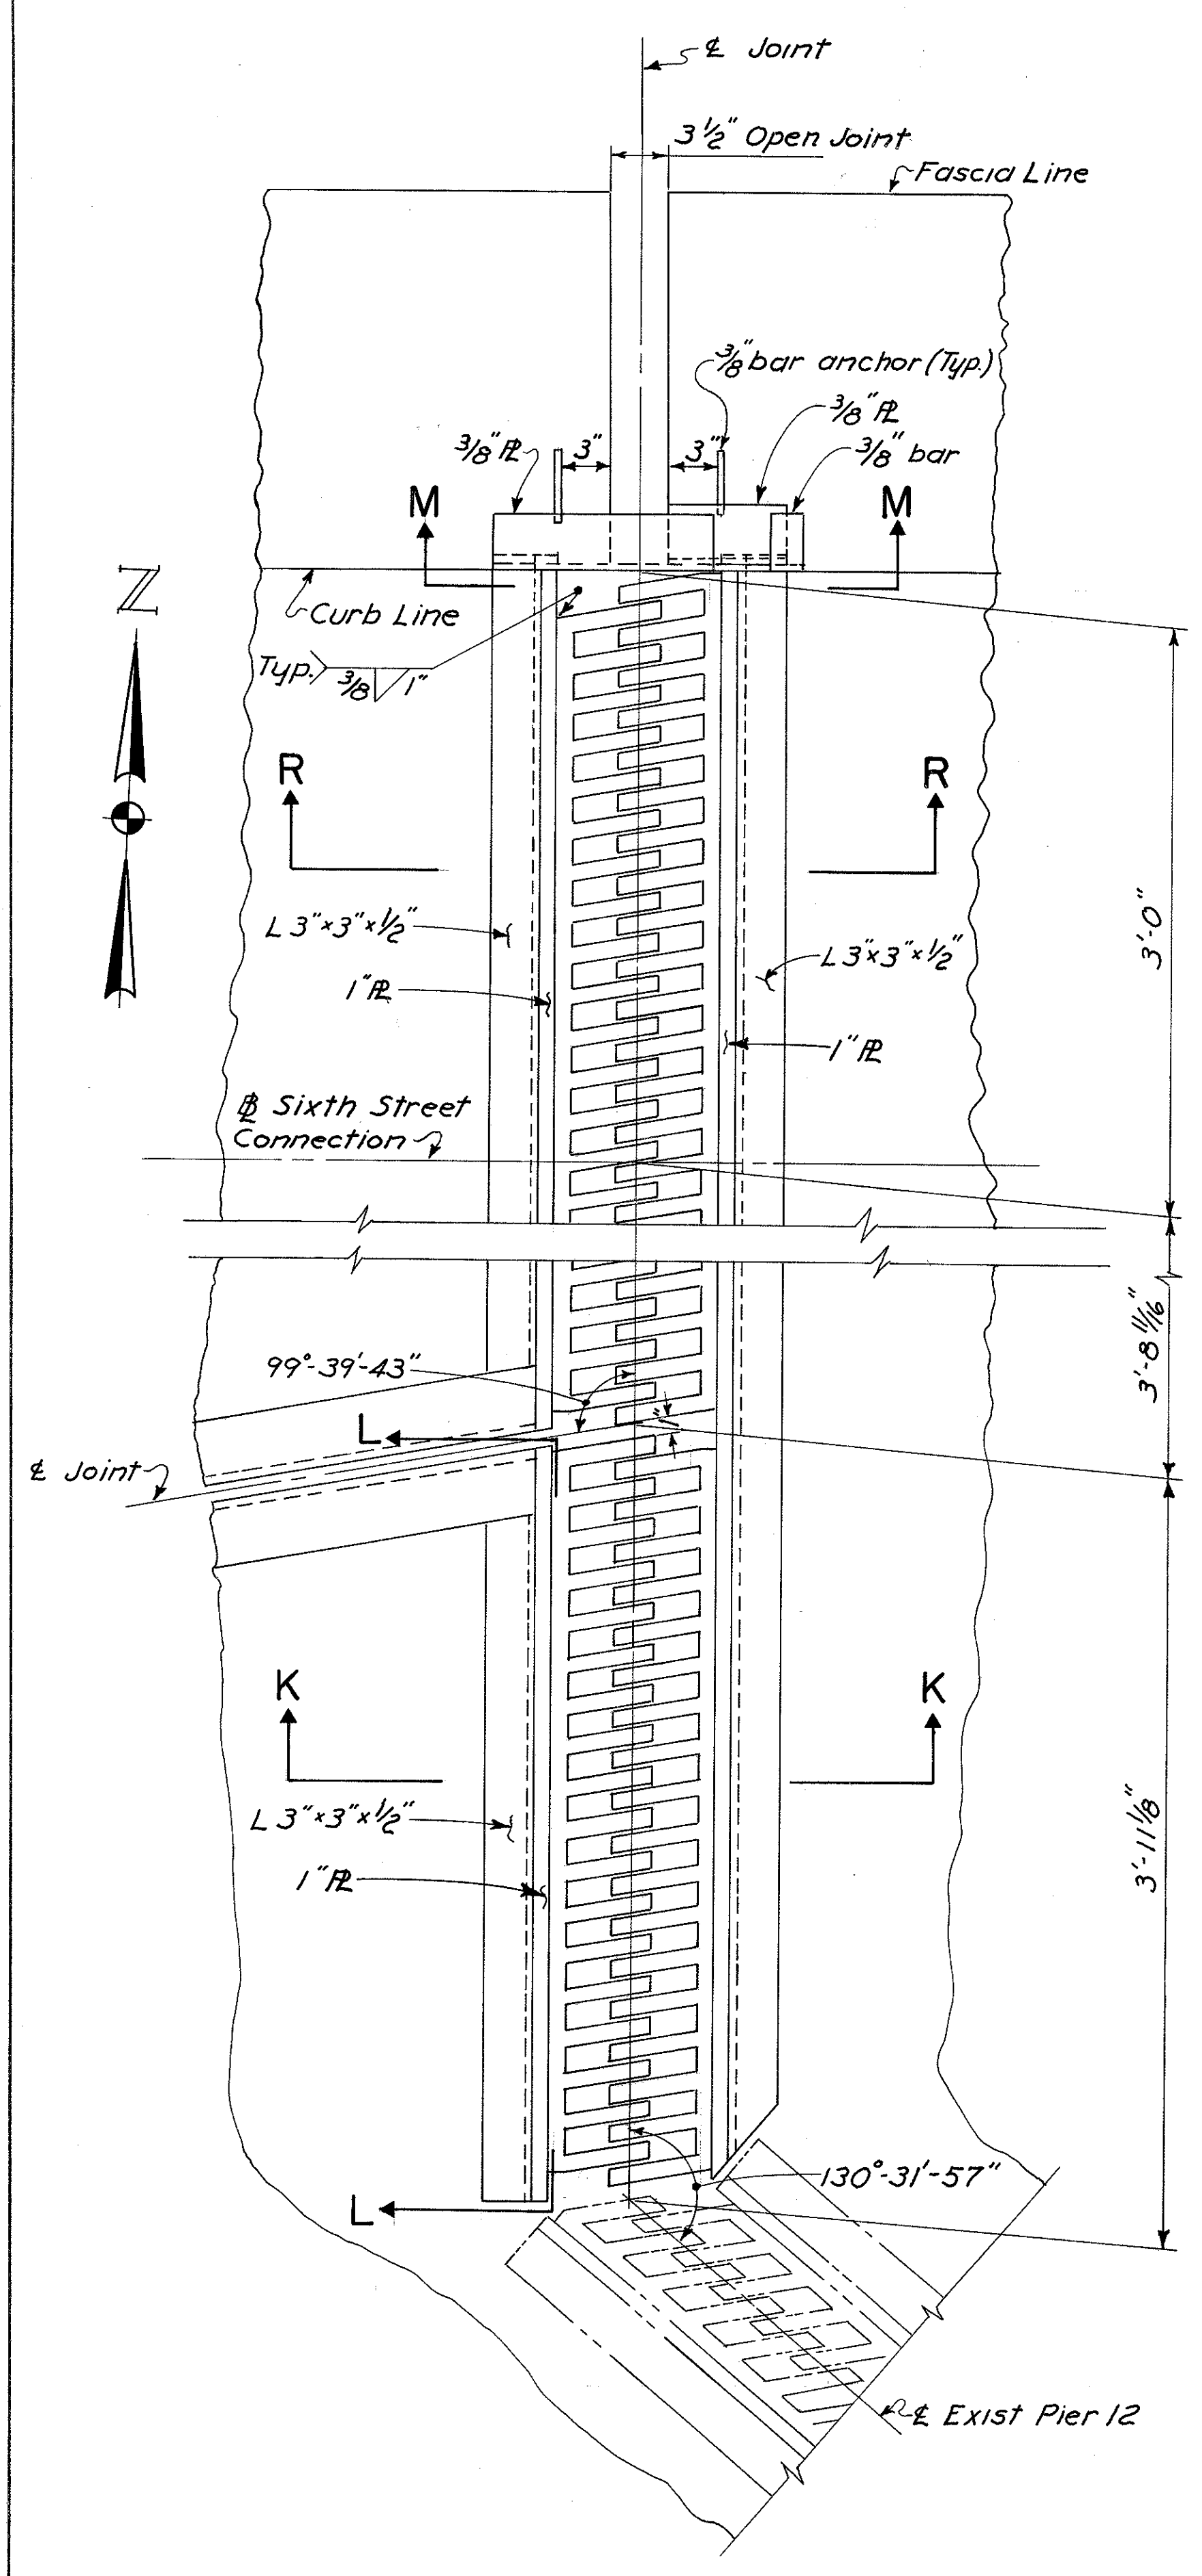 ℄ Joint
3 1/2" Open Joint
Fascia Line
3/8" bar anchor (Typ.)
3/8" ℙL
3/8" bar
3/8" ℙL
3"
3"
M
M
N
Curb Line
Typ. 3/8 1"
R
R
3'-0"
L 3"×3"×1/2"
L 3"×3"×1/2"
1" ℙL
1" ℙL
BL Sixth Street
Connection
3'-8 11/16"
99°-39'-43"
1"
L
℄ Joint
K
K
L 3"×3"×1/2"
1" ℙL
3'-11 1/8"
130°-31'-57"
L
℄ Exist Pier 12